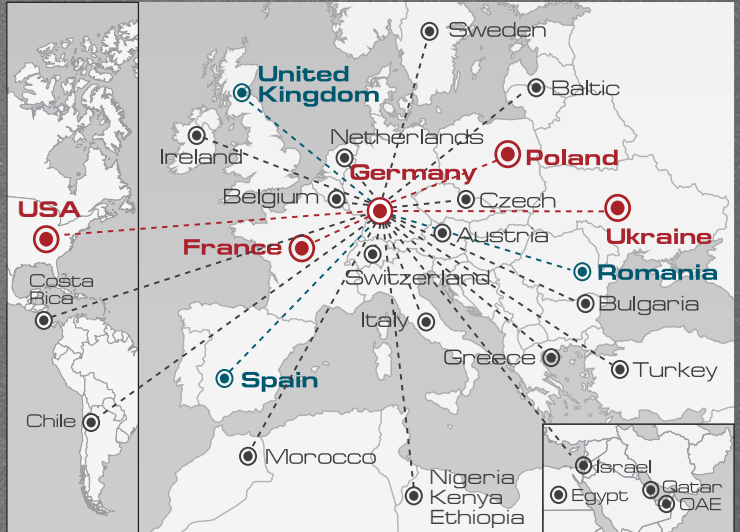 Sweden
United
Kingdom
Baltic
Netherlands
Ireland
Germany
Poland
Belgium
Czech
USA
Ukraine
Austria
France
Romania
Switzerland
Costa
Rica
Bulgaria
Italy
Greece
Turkey
Spain
Chile
Morocco
Israel
Nigeria
Kenya
Ethiopia
Egypt
Qatar
OAE